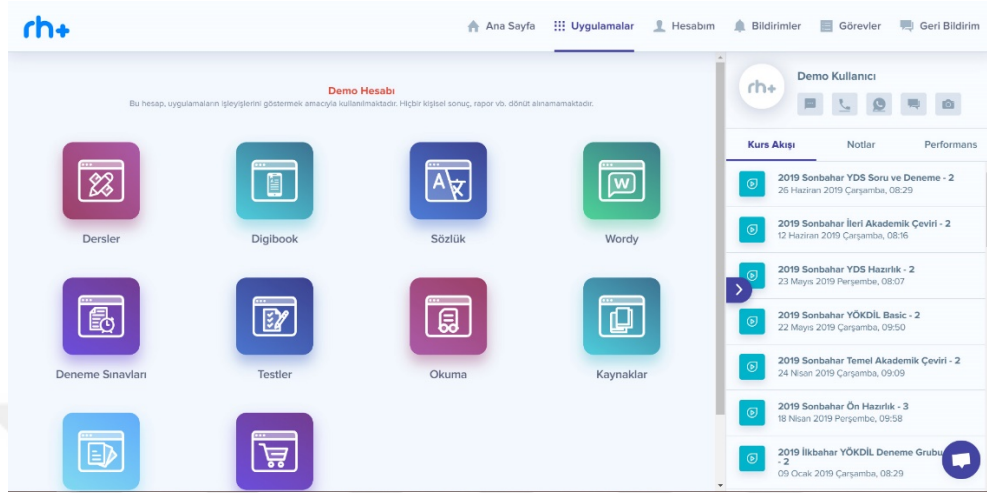 rh+
Ana Sayfa
Uygulamalar
Hesabım
Bildirimler
Görevler
Geri Bildirim
Demo Hesabı
Bu hesap, uygulamaların işleyişlerini göstermek amacıyla kullanılmaktadır. Hiçbir kişisel sonuç, rapor vb. dönüt alınamamaktadır.
Dersler
Digibook
Sözlük
Wordy
Deneme Sınavları
Testler
Okuma
Kaynaklar
rh+
Demo Kullanıcı
Kurs Akışı
Notlar
Performans
2019 Sonbahar YDS Soru ve Deneme - 2
26 Haziran 2019 Çarşamba, 08:29
2019 Sonbahar İleri Akademik Çeviri - 2
12 Haziran 2019 Çarşamba, 08:16
2019 Sonbahar YDS Hazırlık - 2
23 Mayıs 2019 Perşembe, 08:07
2019 Sonbahar YÖKDİL Basic - 2
22 Mayıs 2019 Çarşamba, 09:50
2019 Sonbahar Temel Akademik Çeviri - 2
24 Nisan 2019 Çarşamba, 09:09
2019 Sonbahar Ön Hazırlık - 3
18 Nisan 2019 Perşembe, 09:58
2019 İlkbahar YÖKDİL Deneme Grubu
- 2
09 Ocak 2019 Çarşamba, 08:29